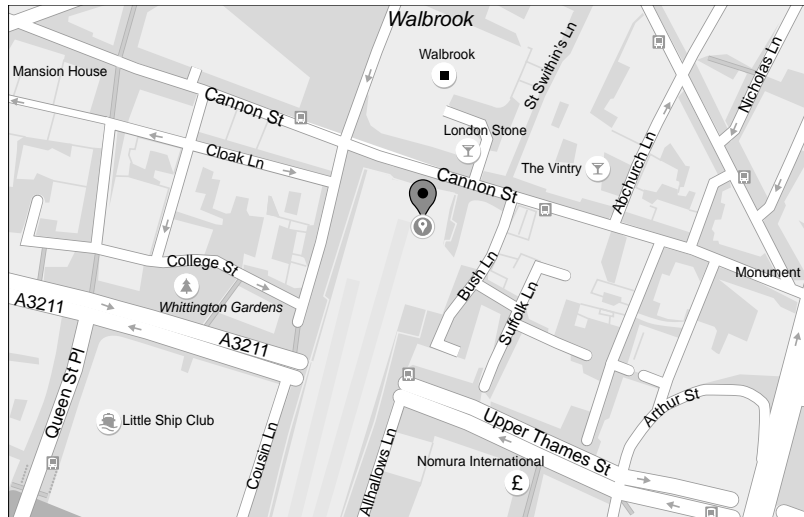 Walbrook
Walbrook
St Swithin's Ln
Nicholas Ln
Mansion House
Cannon St
London Stone
Cloak Ln
The Vintry
Abchurch Ln
Cannon St
College St
Bush Ln
Monument
Whittington Gardens
Suffolk Ln
A3211
A3211
Queen St Pl
Arthur St
Little Ship Club
Upper Thames St
Cousin Ln
Allhallows Ln
Nomura International
£